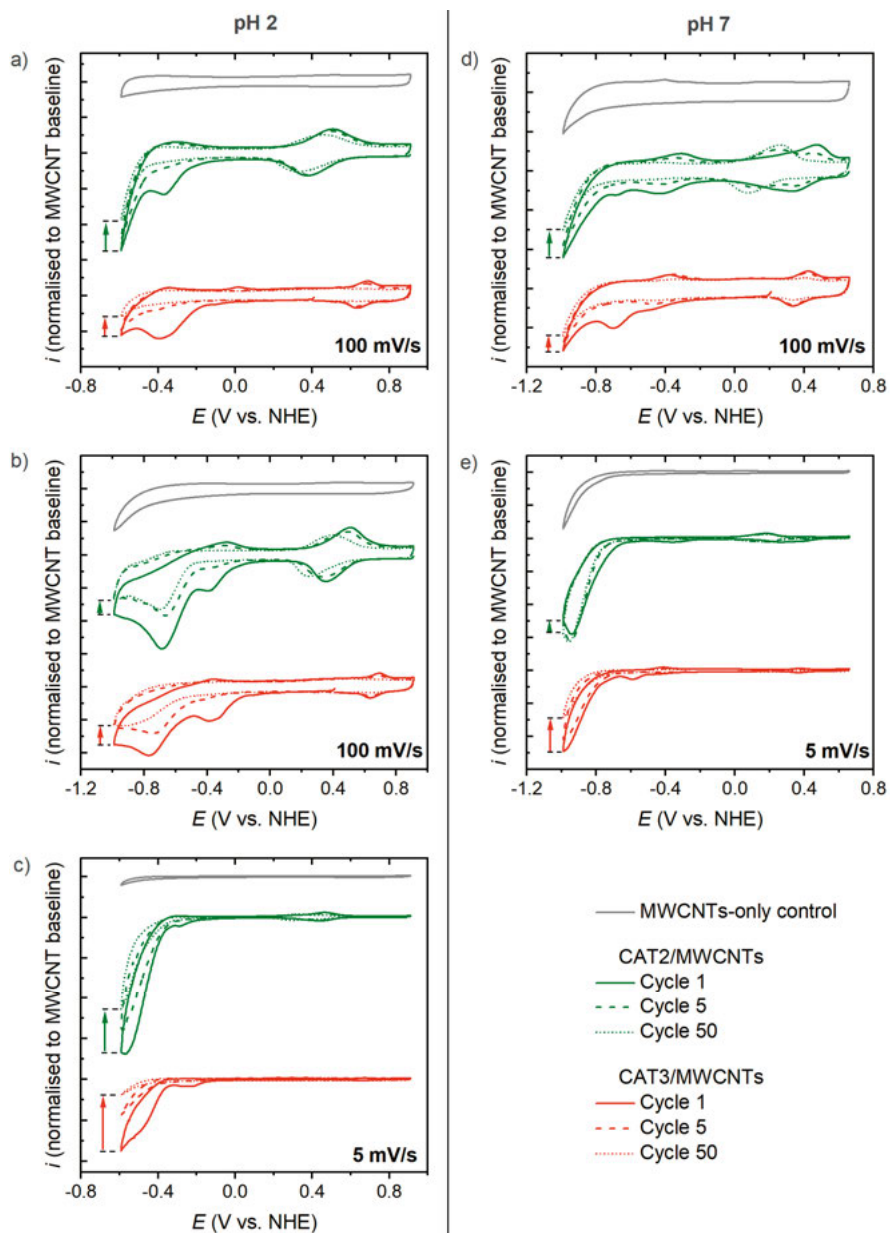 pH 2
a)
i (normalised to MWCNT baseline)
100 mV/s
-0.8 -0.4 0.0 0.4 0.8
E (V vs. NHE)
b)
i (normalised to MWCNT baseline)
100 mV/s
-1.2 -0.8 -0.4 0.0 0.4 0.8
E (V vs. NHE)
c)
i (normalised to MWCNT baseline)
5 mV/s
-0.8 -0.4 0.0 0.4 0.8
E (V vs. NHE)
pH 7
d)
i (normalised to MWCNT baseline)
100 mV/s
-1.2 -0.8 -0.4 0.0 0.4 0.8
E (V vs. NHE)
e)
i (normalised to MWCNT baseline)
5 mV/s
-1.2 -0.8 -0.4 0.0 0.4 0.8
E (V vs. NHE)
MWCNTs-only control
CAT2/MWCNTs
Cycle 1
Cycle 5
Cycle 50
CAT3/MWCNTs
Cycle 1
Cycle 5
Cycle 50